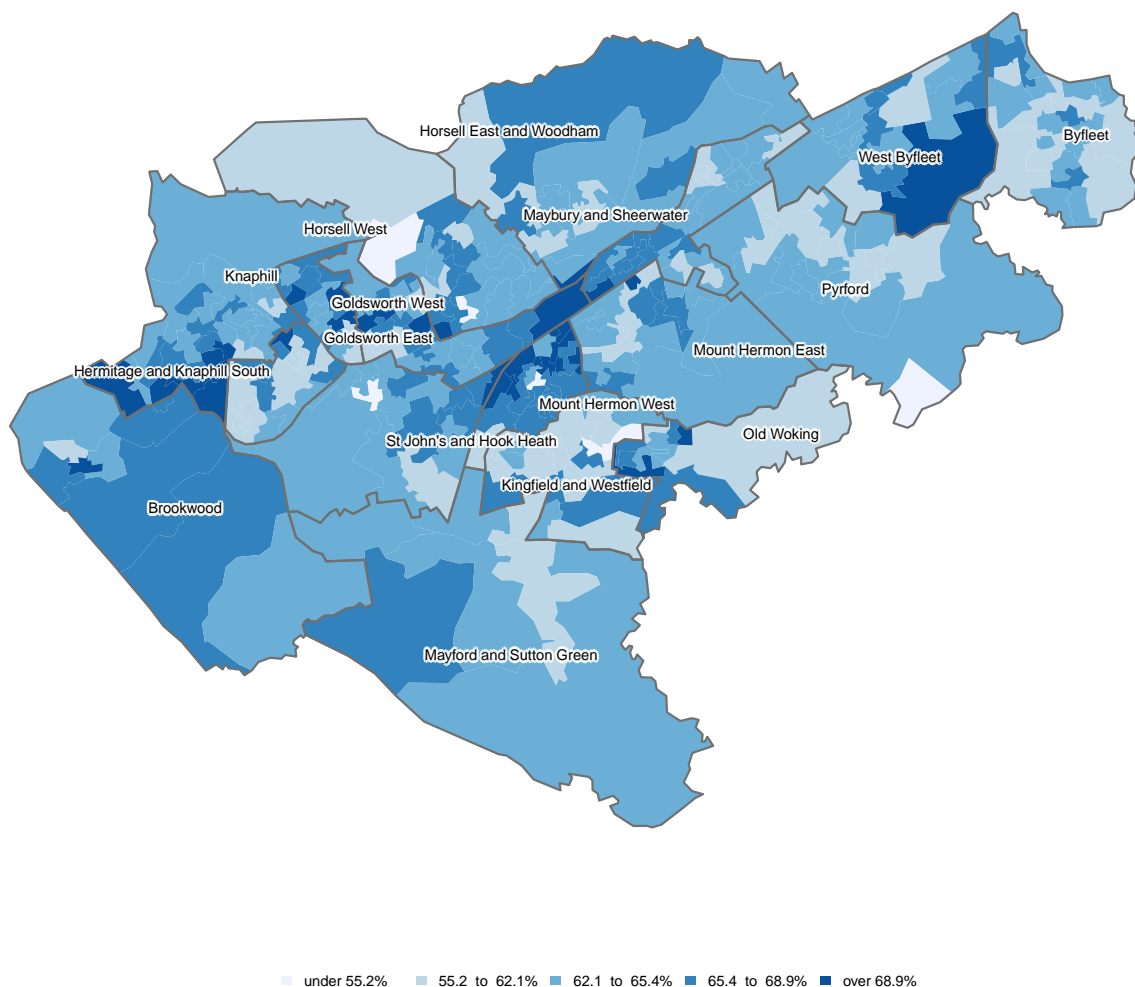 Horsell East and Woodham
Byfleet
West Byfleet
Maybury and Sheerwater
Horsell West
Knaphill
Pyrford
Goldsworth West
Goldsworth East
Mount Hermon East
Hermitage and Knaphill South
Mount Hermon West
Old Woking
St John's and Hook Heath
Kingfield and Westfield
Brookwood
Mayford and Sutton Green
under 55.2% 55.2 to 62.1% 62.1 to 65.4% 65.4 to 68.9% over 68.9%